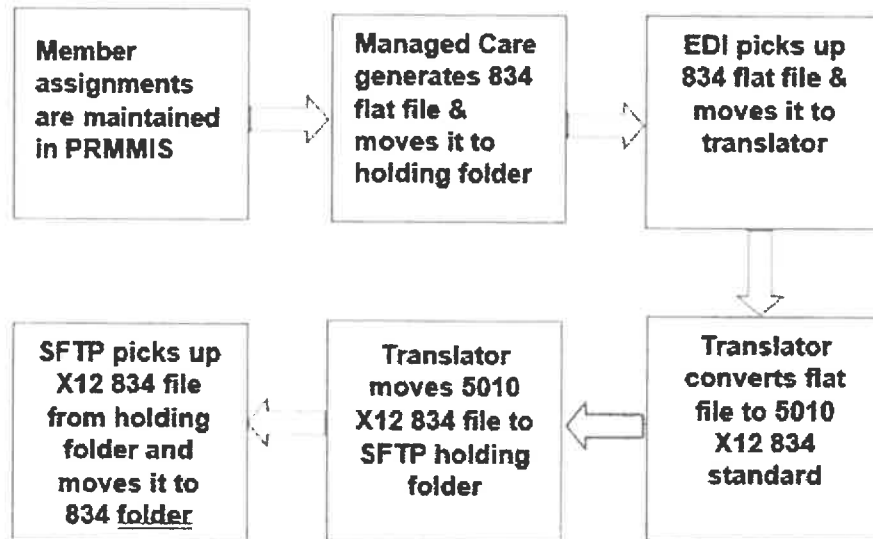 Member
assignments
are maintained
in PRMMIS
Managed Care
generates 834
flat file &
moves it to
holding folder
EDI picks up
834 flat file &
moves it to
translator
Translator
converts flat
file to 5010
X12 834
standard
Translator
moves 5010
X12 834 file to
SFTP holding
folder
SFTP picks up
X12 834 file
from holding
folder and
moves it to
834 folder